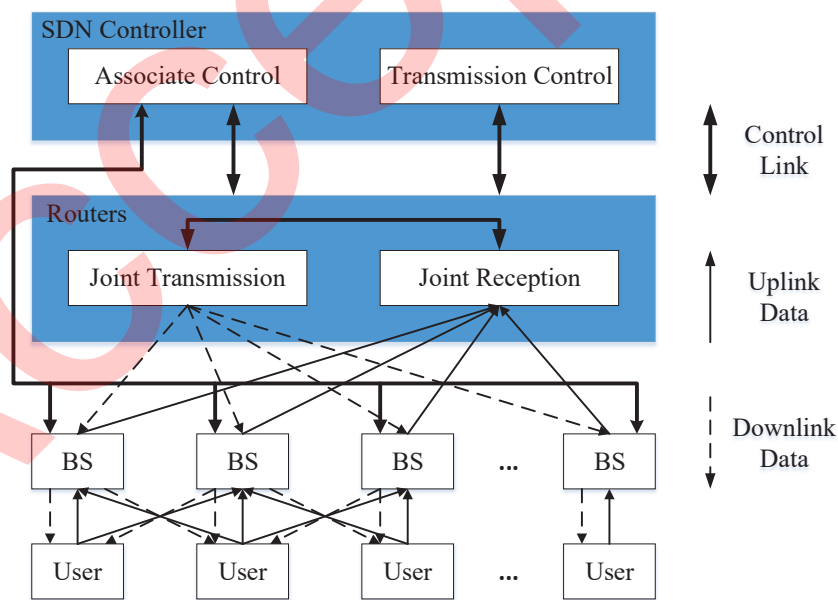 SDN Controller
Associate Control
Transmission Control
Control
Link
Routers
Joint Transmission
Joint Reception
Uplink
Data
BS
BS
BS
...
BS
Downlink
Data
User
User
User
...
User